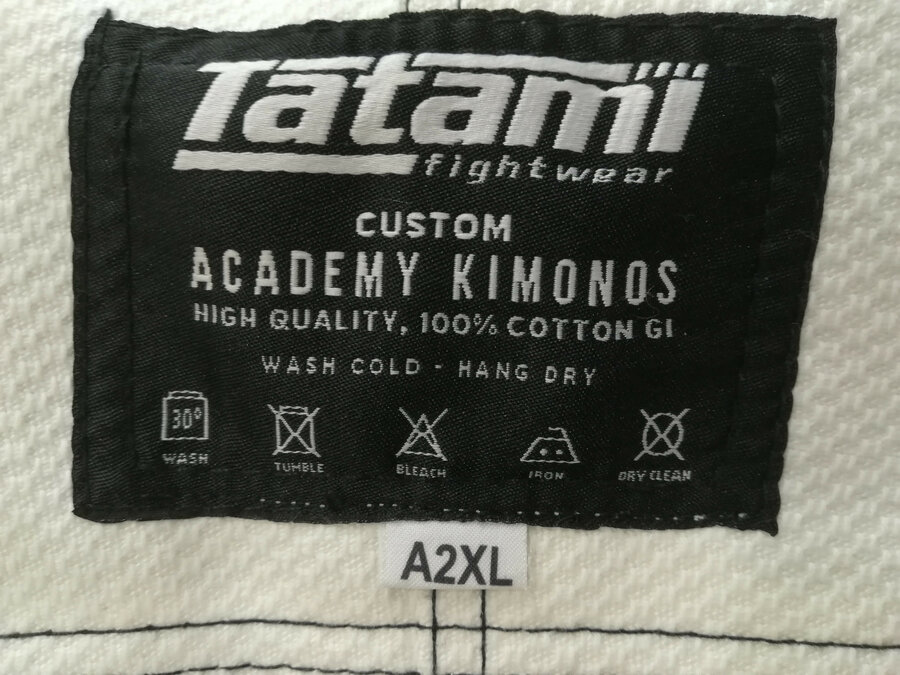 Tatami
fightwear
CUSTOM
ACADEMY KIMONOS
HIGH QUALITY, 100% COTTON GI
WASH COLD - HANG DRY
30°
WASH
TUMBLE
BLEACH
IRON
DRY CLEAN
A2XL